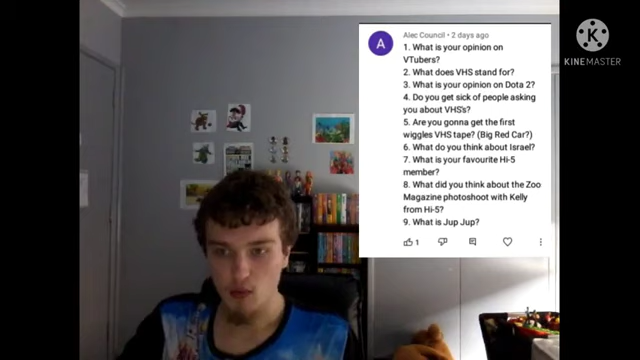 Alec Council • 2 days ago
A
1. What is your opinion on
VTubers?
2. What does VHS stand for?
3. What is your opinion on Dota 2?
4. Do you get sick of people asking
you about VHS's?
5. Are you gonna get the first
wiggles VHS tape? (Big Red Car?)
6. What do you think about Israel?
7. What is your favourite Hi-5
member?
8. What did you think about the Zoo
Magazine photoshoot with Kelly
from Hi-5?
9. What is Jup Jup?
1
K
KINEMASTER